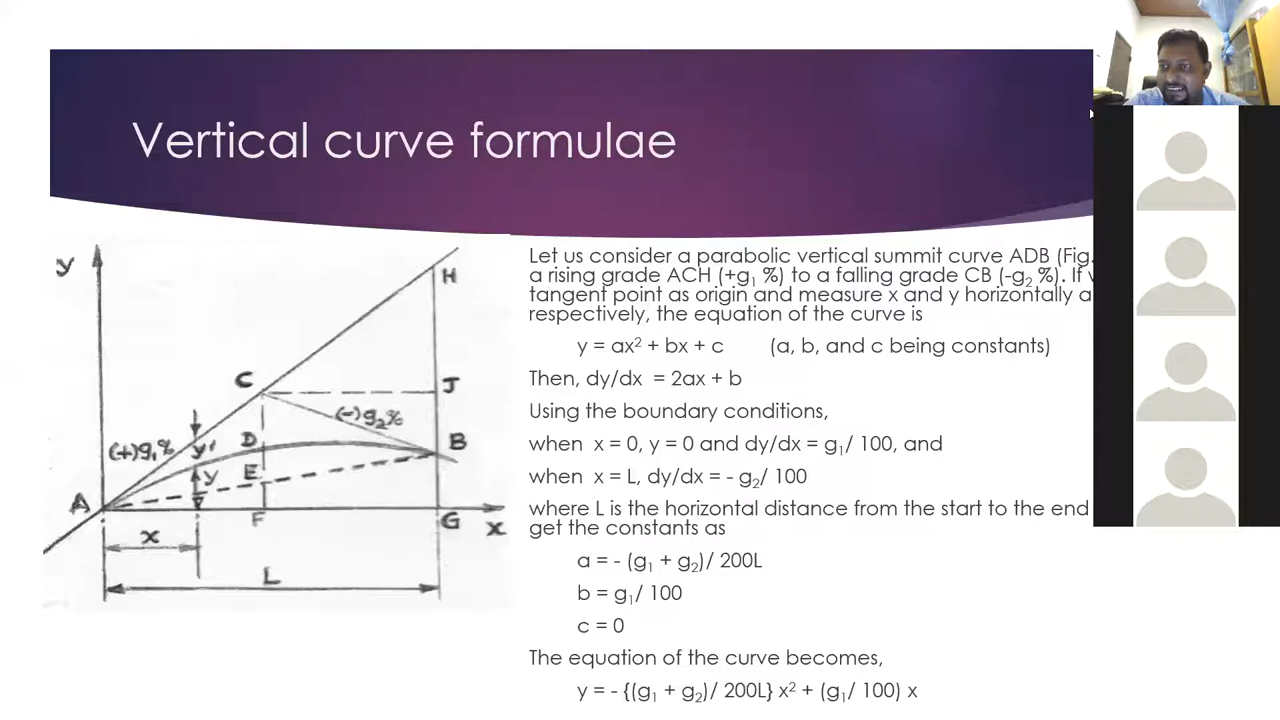 Vertical curve formulae
y
H
C
J
(-)g₂%
(+)g₁%
y'
D
B
y
E
A
F
G
x
x
L
Let us consider a parabolic vertical summit curve ADB (Fig.
a rising grade ACH (+g₁ %) to a falling grade CB (-g₂ %). If
tangent point as origin and measure x and y horizontally
respectively, the equation of the curve is
y = ax² + bx + c (a, b, and c being constants)
Then, dy/dx = 2ax + b
Using the boundary conditions,
when x = 0, y = 0 and dy/dx = g₁/ 100, and
when x = L, dy/dx = - g₂/ 100
where L is the horizontal distance from the start to the end
get the constants as
a = - (g₁ + g₂)/ 200L
b = g₁/ 100
c = 0
The equation of the curve becomes,
y = - {(g₁ + g₂)/ 200L} x² + (g₁/ 100) x